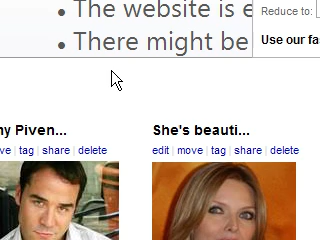 • The website is e
• There might be
Reduce to:
Use our fa
ny Piven...
She's beauti...
ve | tag | share | delete
edit | move | tag | share | delete